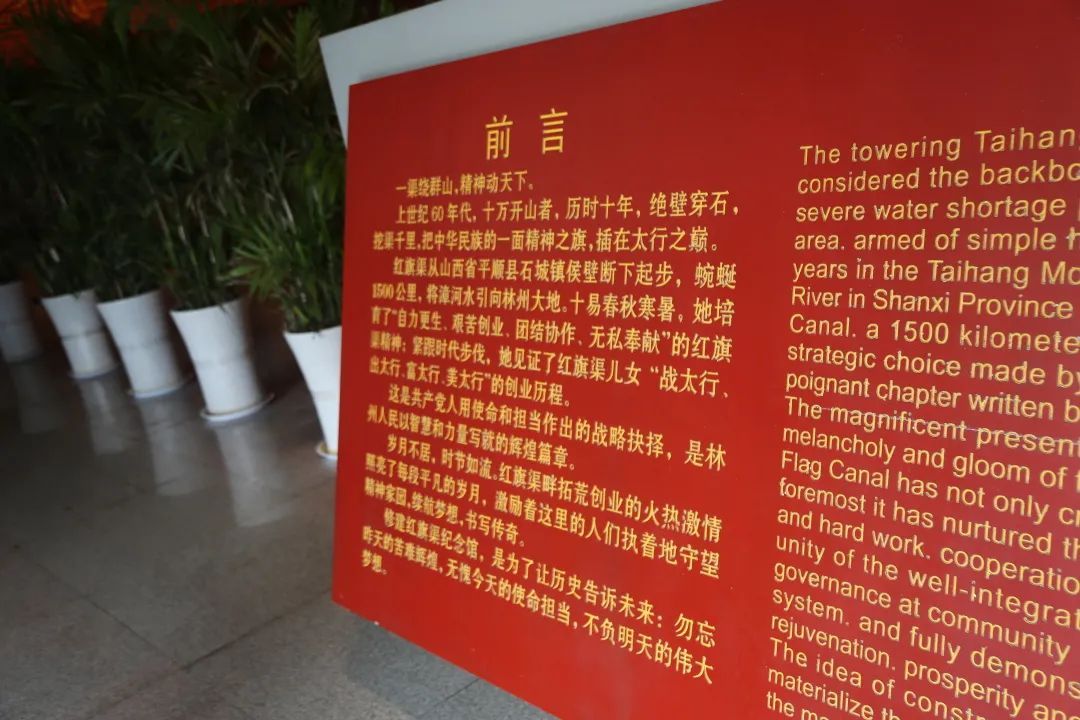 前言
一渠绕群山,精神动天下。
上世纪60年代，十万开山者，历时十年，绝壁穿石，
挖渠千里,把中华民族的一面精神之旗,插在太行之巅。
红旗渠从山西省平顺县石城镇侯壁断下起步，蜿蜒
1500公里，将漳河水引向林州大地。十易春秋寒暑，她培
育了“自力更生、艰苦创业、团结协作、无私奉献”的红旗
渠精神；紧跟时代步伐，她见证了红旗渠儿女“战太行、
出太行、富太行、美太行”的创业历程。
这是共产党人用使命和担当作出的战略抉择，是林
州人民以智慧和力量写就的辉煌篇章。
岁月不居，时节如流。红旗渠畔拓荒创业的火热激情
照亮了每段平凡的岁月，激励着这里的人们执着地守望
精神家园,续航梦想,书写传奇。
修建红旗渠纪念馆，是为了让历史告诉未来：勿忘
昨天的苦难辉煌，无愧今天的使命担当，不负明天的伟大
梦想。
The towering Taihang
considered the backbo
severe water shortage
area. armed of simple
years in the Taihang Mo
River in Shanxi Province
Canal. a 1500 kilomete
strategic choice made by
poignant chapter written b
The magnificent present
melancholy and gloom of
Flag Canal has not only c
foremost it has nurtured th
and hard work. cooperation
unity of the well-integrat
governance at community
system. and fully demons
rejuvenation. prosperity an
The idea of const
materialize th
the mo